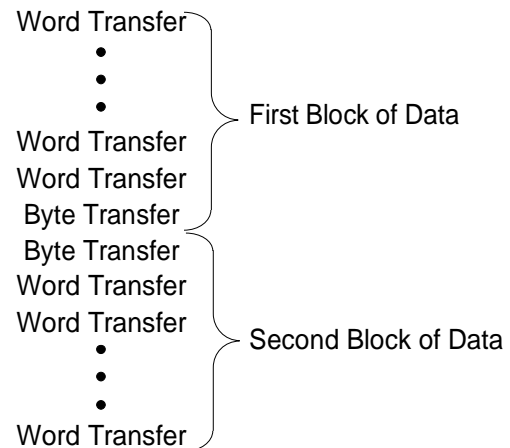 Word Transfer
•
•
•
First Block of Data
Word Transfer
Word Transfer
Byte Transfer
Byte Transfer
Word Transfer
Word Transfer
Second Block of Data
•
•
•
Word Transfer